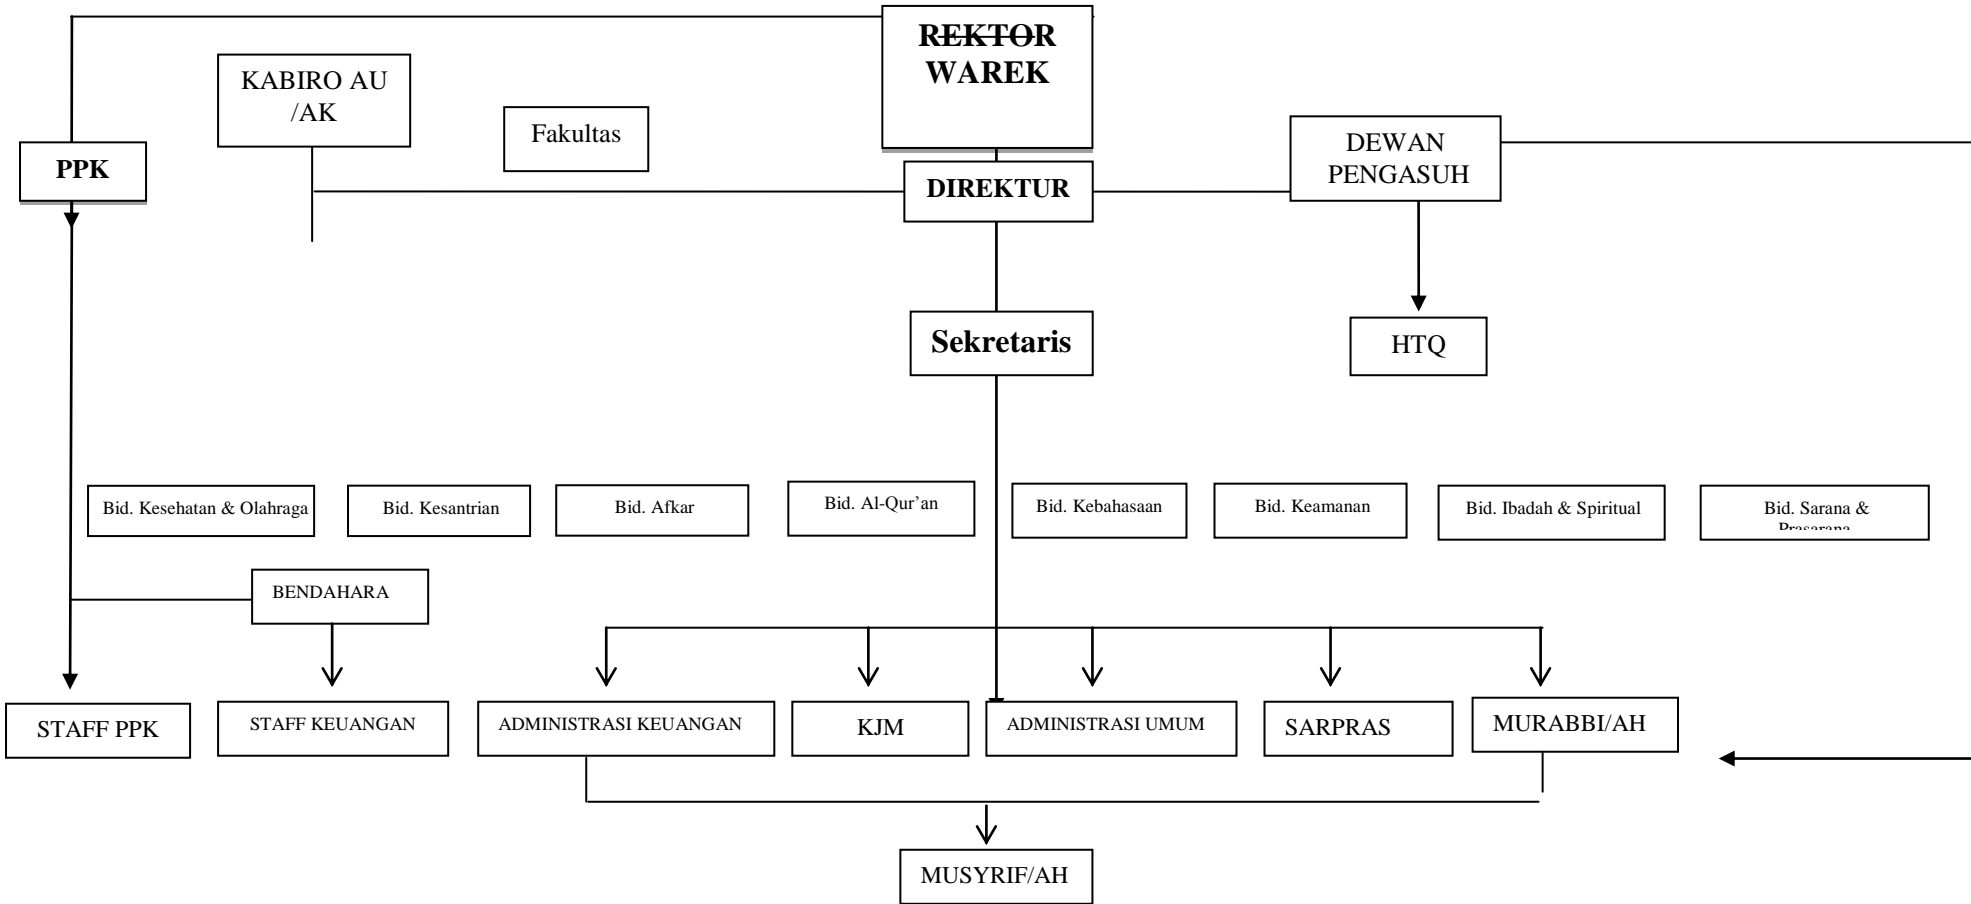 REKTOR
WAREK
KABIRO AU
/AK
Fakultas
DEWAN
PENGASUH
PPK
DIREKTUR
Sekretaris
HTQ
Bid. Kesehatan & Olahraga
Bid. Kesantrian
Bid. Afkar
Bid. Al-Qur’an
Bid. Kebahasaan
Bid. Keamanan
Bid. Ibadah & Spiritual
Bid. Sarana &
Prasarana
BENDAHARA
STAFF PPK
STAFF KEUANGAN
ADMINISTRASI KEUANGAN
KJM
ADMINISTRASI UMUM
SARPRAS
MURABBI/AH
MUSYRIF/AH